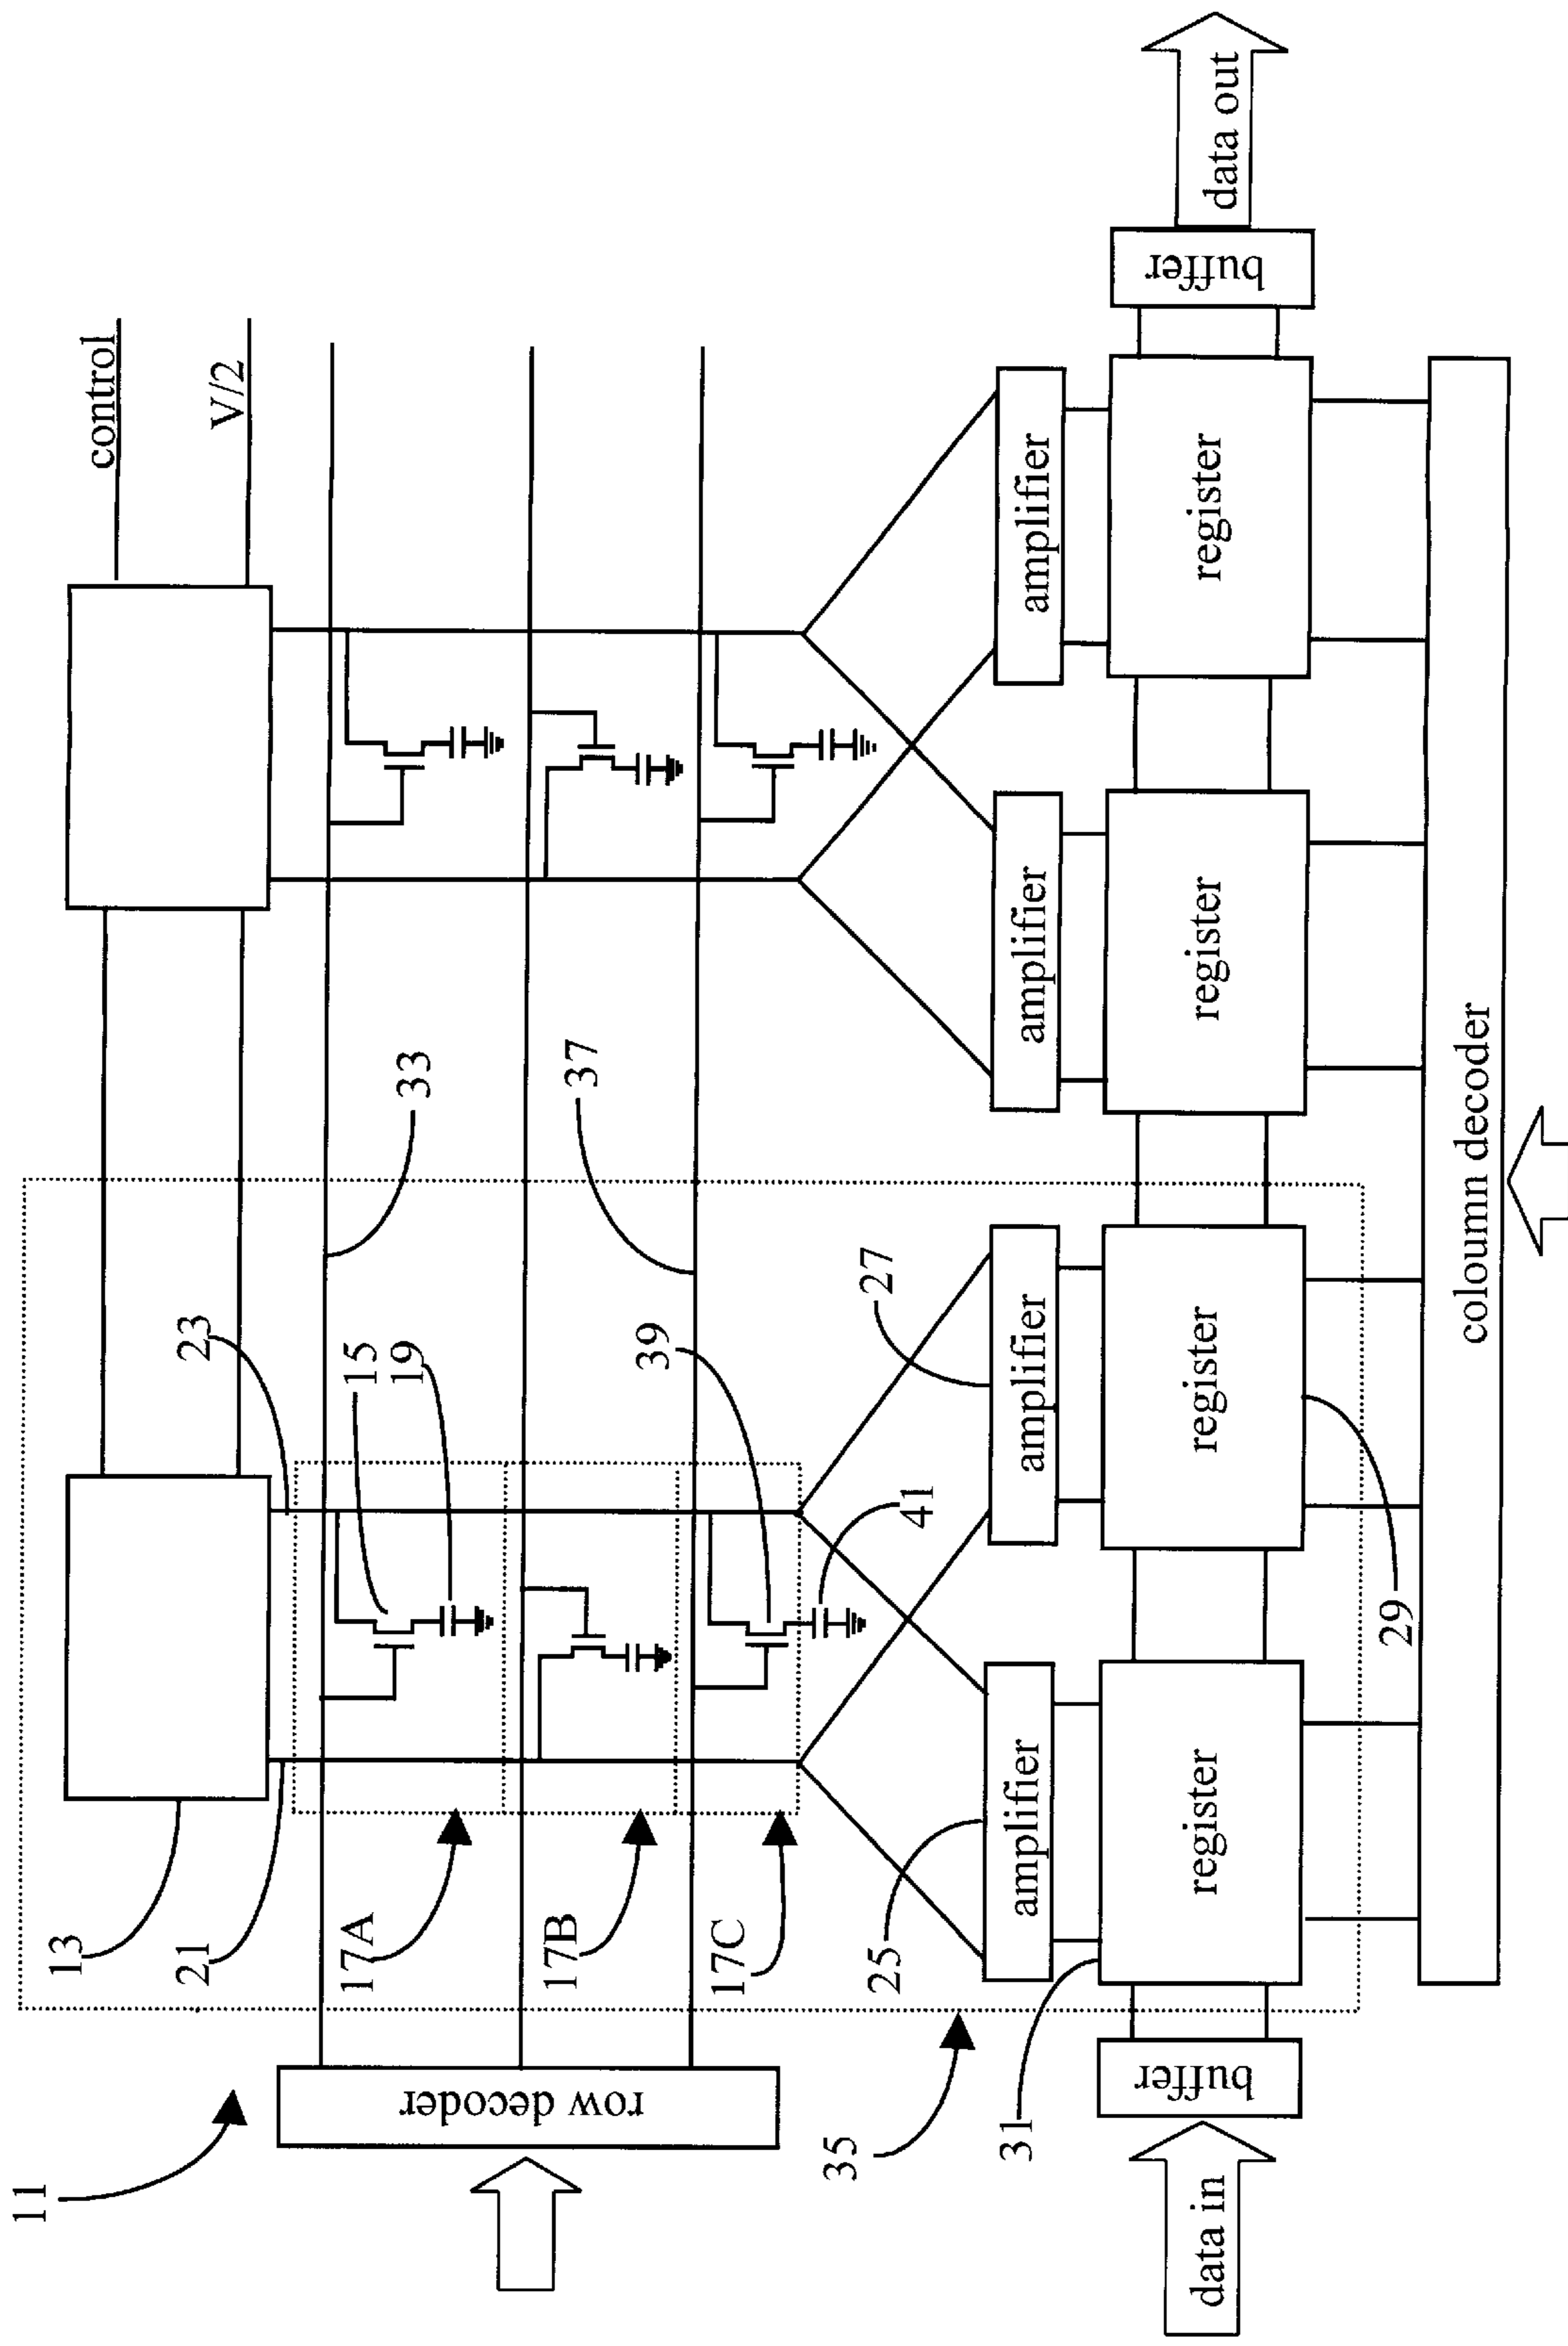 control
V/2
23
33
37
15
19
39
27
41
13
21
17A
17B
17C
25
29
31
35
11
row decoder
amplifier
amplifier
amplifier
amplifier
register
register
register
register
buffer
buffer
data in
data out
coloumn decoder